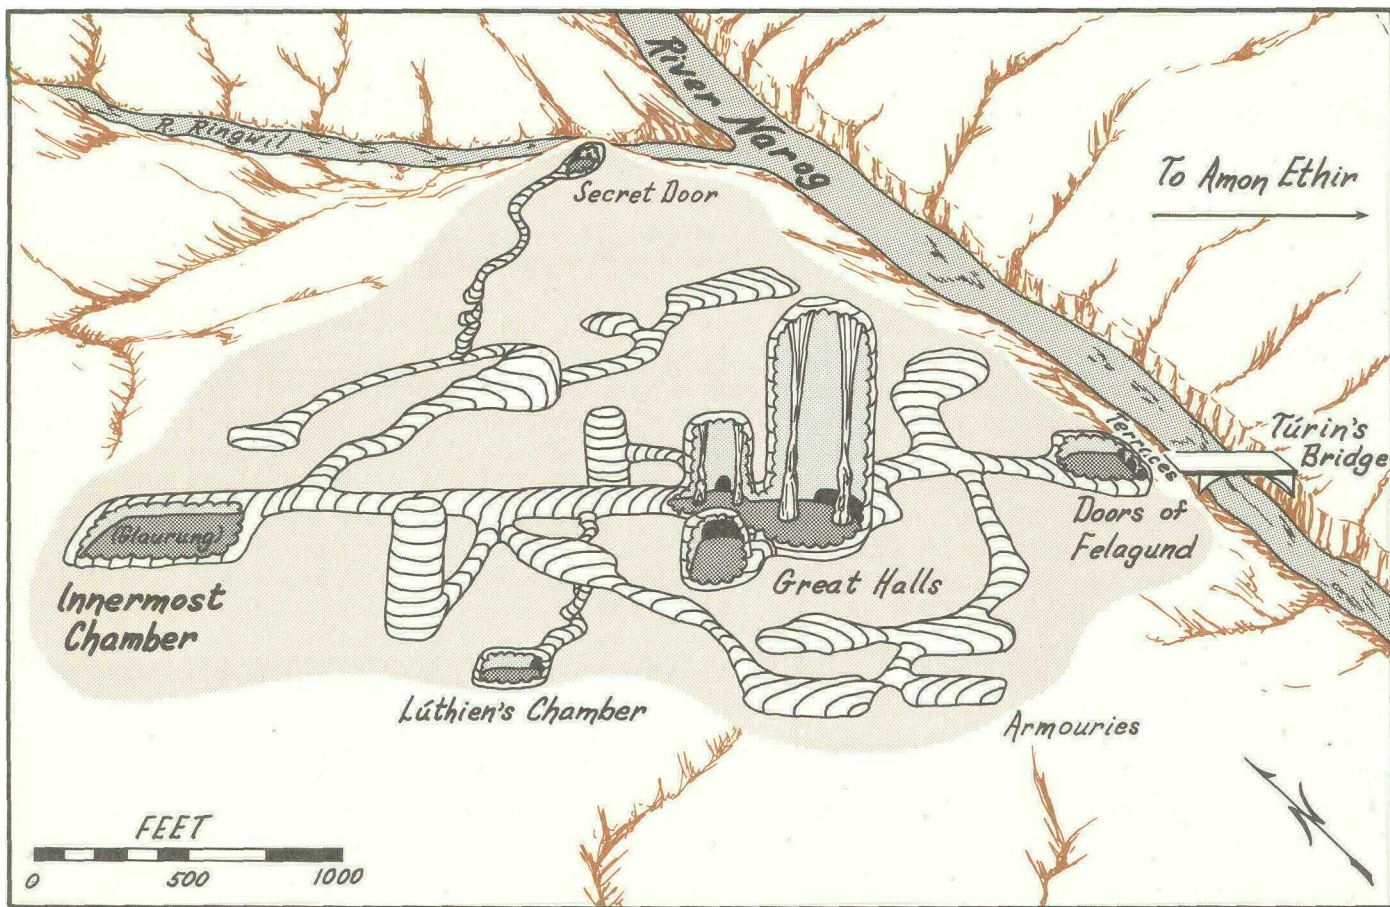 River Narog
R. Ringwil
Secret Door
To Amon Ethir
Terraces
Túrin's
Bridge
Doors of
Felagund
(Glaurung)
Innermost
Chamber
Great Halls
Lúthien's Chamber
Armouries
FEET
0 500 1000
N